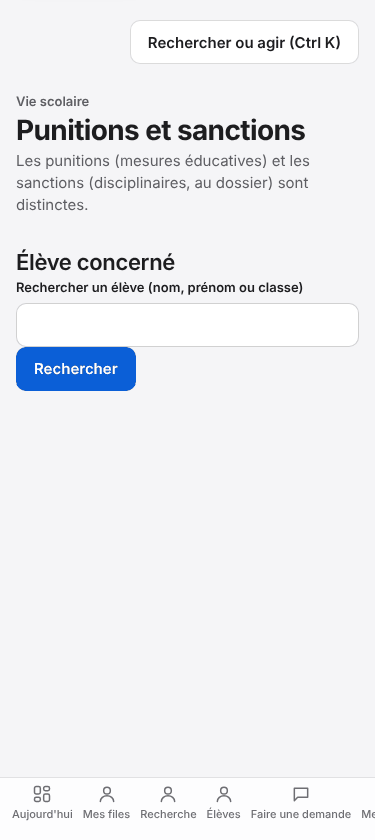 Rechercher ou agir (Ctrl K)
Vie scolaire
Punitions et sanctions
Les punitions (mesures éducatives) et les
sanctions (disciplinaires, au dossier) sont
distinctes.
Élève concerné
Rechercher un élève (nom, prénom ou classe)
Rechercher
Aujourd'hui
Mes files
Recherche
Élèves
Faire une demande